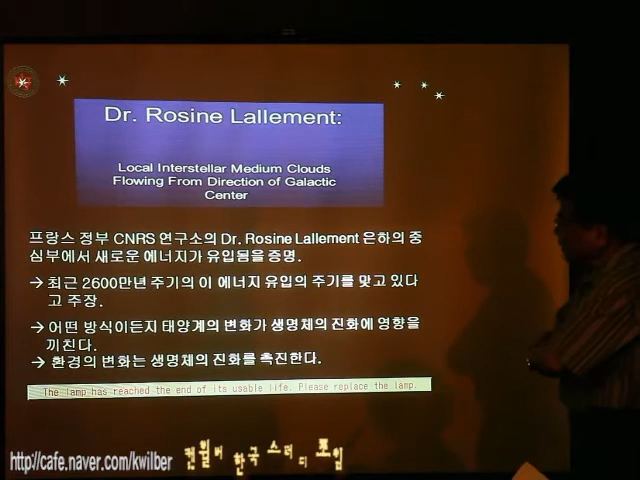 Dr. Rosine Lallement:
Local Interstellar Medium Clouds
Flowing From Direction of Galactic
Center
프랑스 정부 CNRS 연구소의 Dr. Rosine Lallement 은하의 중
심부에서 새로운 에너지가 유입됨을 증명.
→ 최근 2600만년 주기의 이 에너지 유입의 주기를 맞고 있다
고 주장.
→ 어떤 방식이든지 태양계의 변화가 생명체의 진화에 영향을
끼친다.
→ 환경의 변화는 생명체의 진화를 촉진한다.
The lamp has reached the end of its usable life. Please replace the lamp.
http://cafe.naver.com/kwilber 켄윌버 한국 스터디 모임